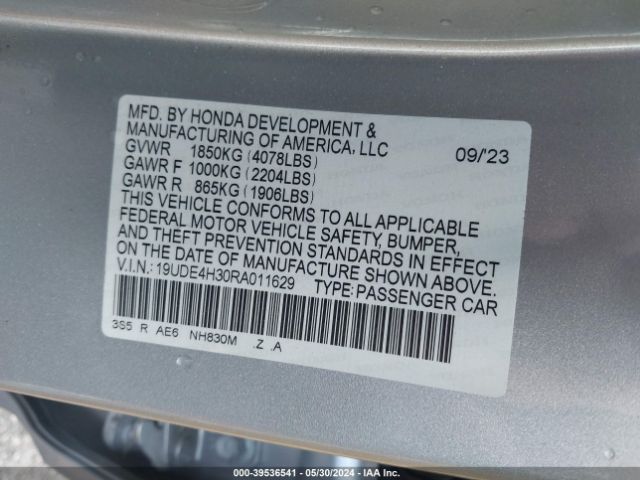 MFD. BY HONDA DEVELOPMENT &
MANUFACTURING OF AMERICA, LLC
GVWR 1850KG (4078LBS) 09/'23
GAWR F 1000KG (2204LBS)
GAWR R 865KG (1906LBS)
THIS VEHICLE CONFORMS TO ALL APPLICABLE
FEDERAL MOTOR VEHICLE SAFETY, BUMPER,
AND THEFT PREVENTION STANDARDS IN EFFECT
ON THE DATE OF MANUFACTURE SHOWN ABOVE.
V.I.N.: 19UDE4H30RA011629 TYPE: PASSENGER CAR
3S5 R AE6 NH830M .Z .A
000-39536541 - 05/30/2024 - IAA Inc.